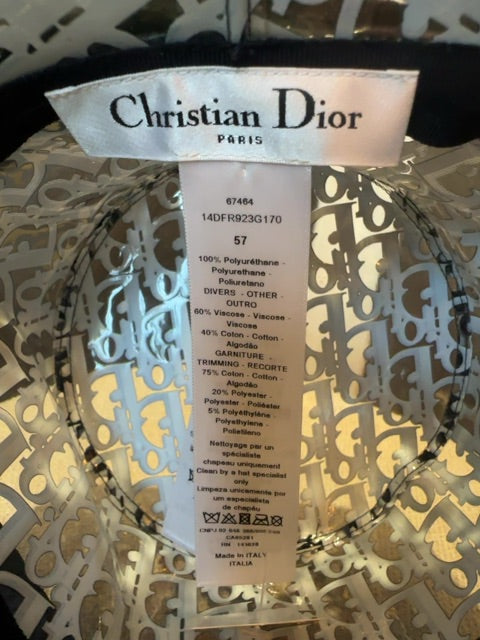 Christian Dior
PARIS
67464
14DFR923G170
57
100% Polyuréthane -
Polyurethane -
Poliuretano
DIVERS - OTHER -
OUTRO
60% Viscose - Viscose -
Viscose
40% Coton - Cotton -
Algodão
GARNITURE -
TRIMMING - RECORTE
75% Coton - Cotton -
Algodão
20% Polyester -
Polyester - Poliéster
5% Polyéthylène -
Polyethylene -
Polietileno
Nettoyage par un
spécialiste
chapeau uniquement
Clean by a hat specialist
only
Limpeza unicamente por
um especialista
de chapéu
Made in ITALY
ITALIA